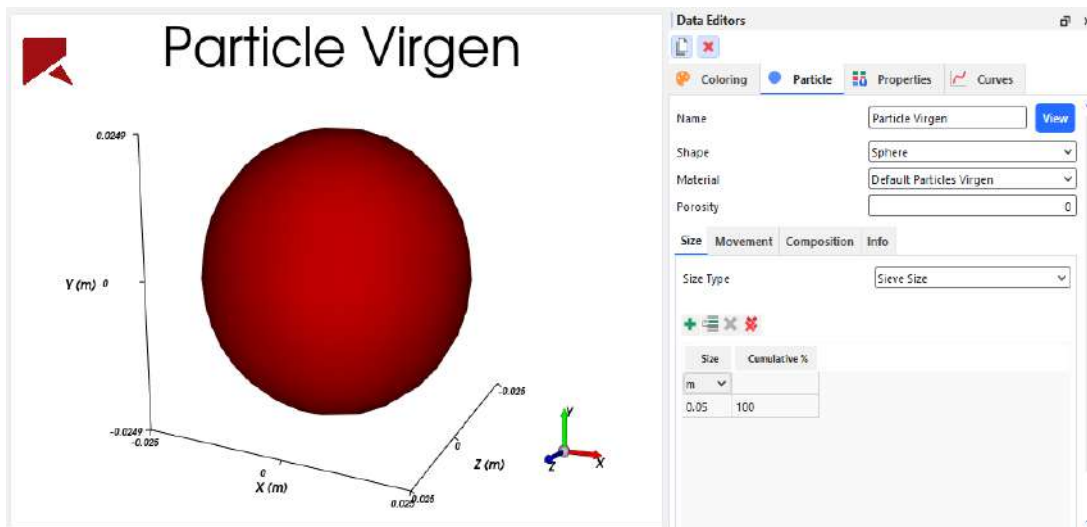 Particle Virgen
0.0249
Y (m) 0
-0.0249
-0.025
0
X (m)
0.025
0.025
0
Z (m)
-0.025
Y
X
Z
Data Editors
Coloring Particle Properties Curves
Name Particle Virgen View
Shape Sphere
Material Default Particles Virgen
Porosity 0
Size Movement Composition Info
Size Type Sieve Size
Size Cumulative %
m
0.05 100